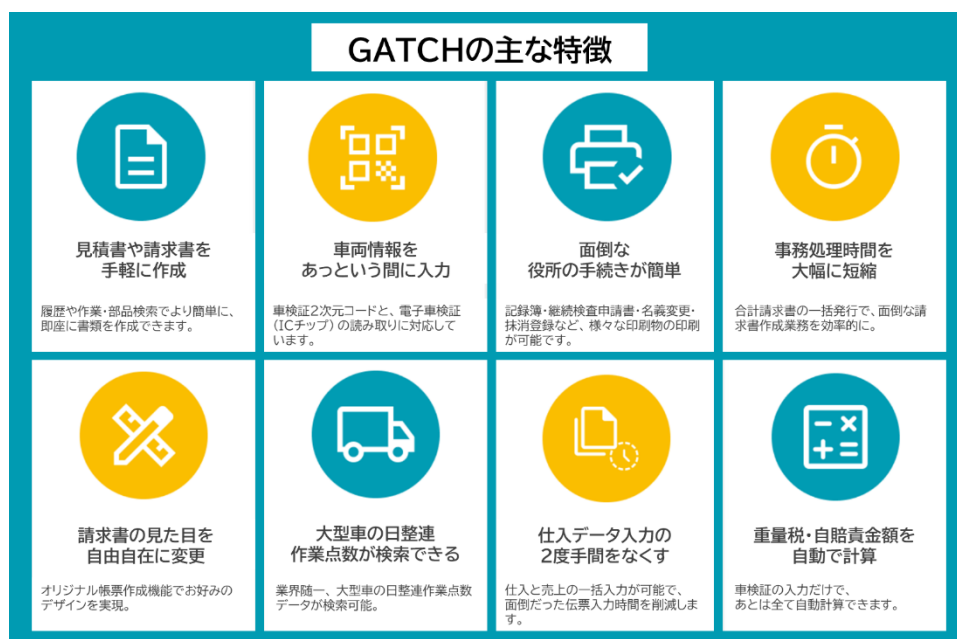 GATCHの主な特徴
見積書や請求書を
手軽に作成
履歴や作業・部品検索でより簡単に、
即座に書類を作成できます。
車両情報を
あっという間に入力
車検証2次元コードと、電子車検証
(ICチップ)の読み取りに対応して
います。
面倒な
役所の手続きが簡単
記録簿・継続検査申請書・名義変更・
抹消登録など、様々な印刷物の印刷
が可能です。
事務処理時間を
大幅に短縮
合計請求書の一括発行で、面倒な請
求書作成業務を効率的に。
請求書の見た目を
自由自在に変更
オリジナル帳票作成機能でお好みの
デザインを実現。
大型車の日整連
作業点数が検索できる
業界随一、大型車の日整連作業点数
データが検索可能。
仕入データ入力の
2度手間をなくす
仕入と売上の一括入力が可能で、
面倒だった伝票入力時間を削減しま
す。
重量税・自賠責金額を
自動で計算
車検証の入力だけで、
あとは全て自動計算できます。